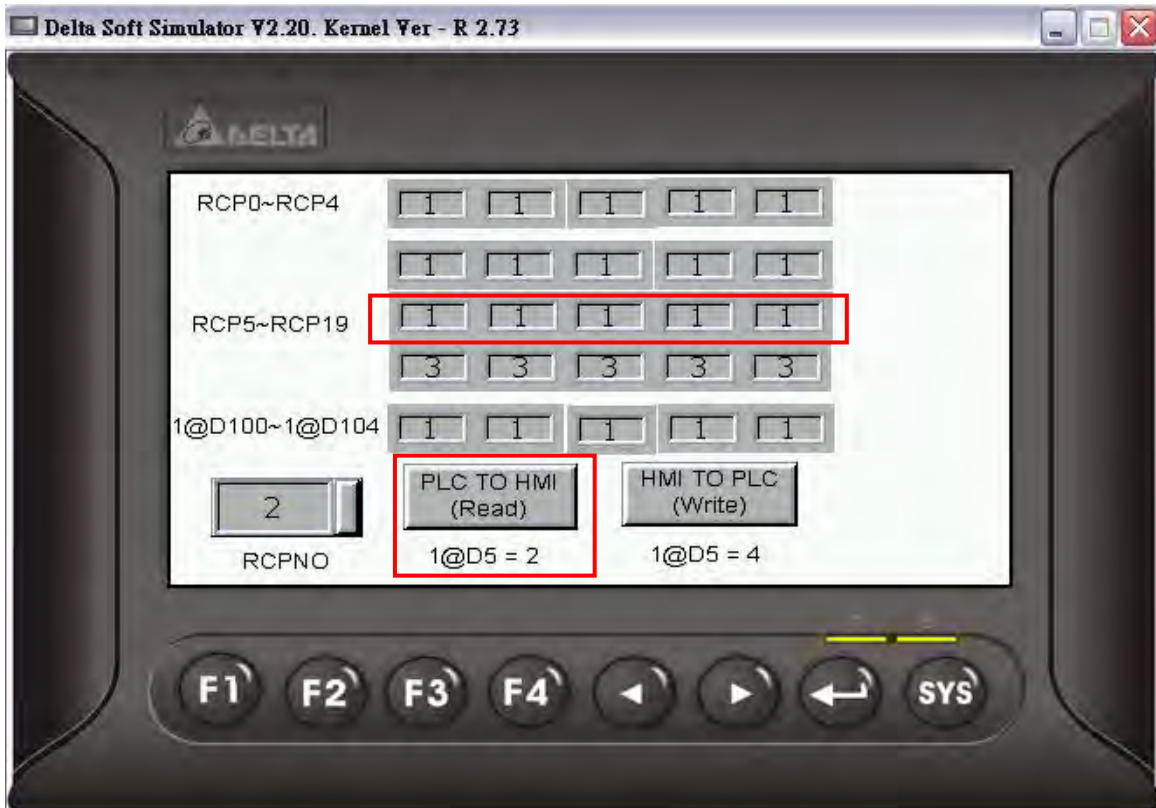 Delta Soft Simulator V2.20. Kernel Ver - R 2.73
DELTA
RCP0~RCP4 1 1 1 1 1
1 1 1 1 1
RCP5~RCP19 1 1 1 1 1
3 3 3 3 3
1@D100~1@D104 1 1 1 1 1
2
RCPNO
PLC TO HMI
(Read)
1@D5 = 2
HMI TO PLC
(Write)
1@D5 = 4
F1 F2 F3 F4 SYS